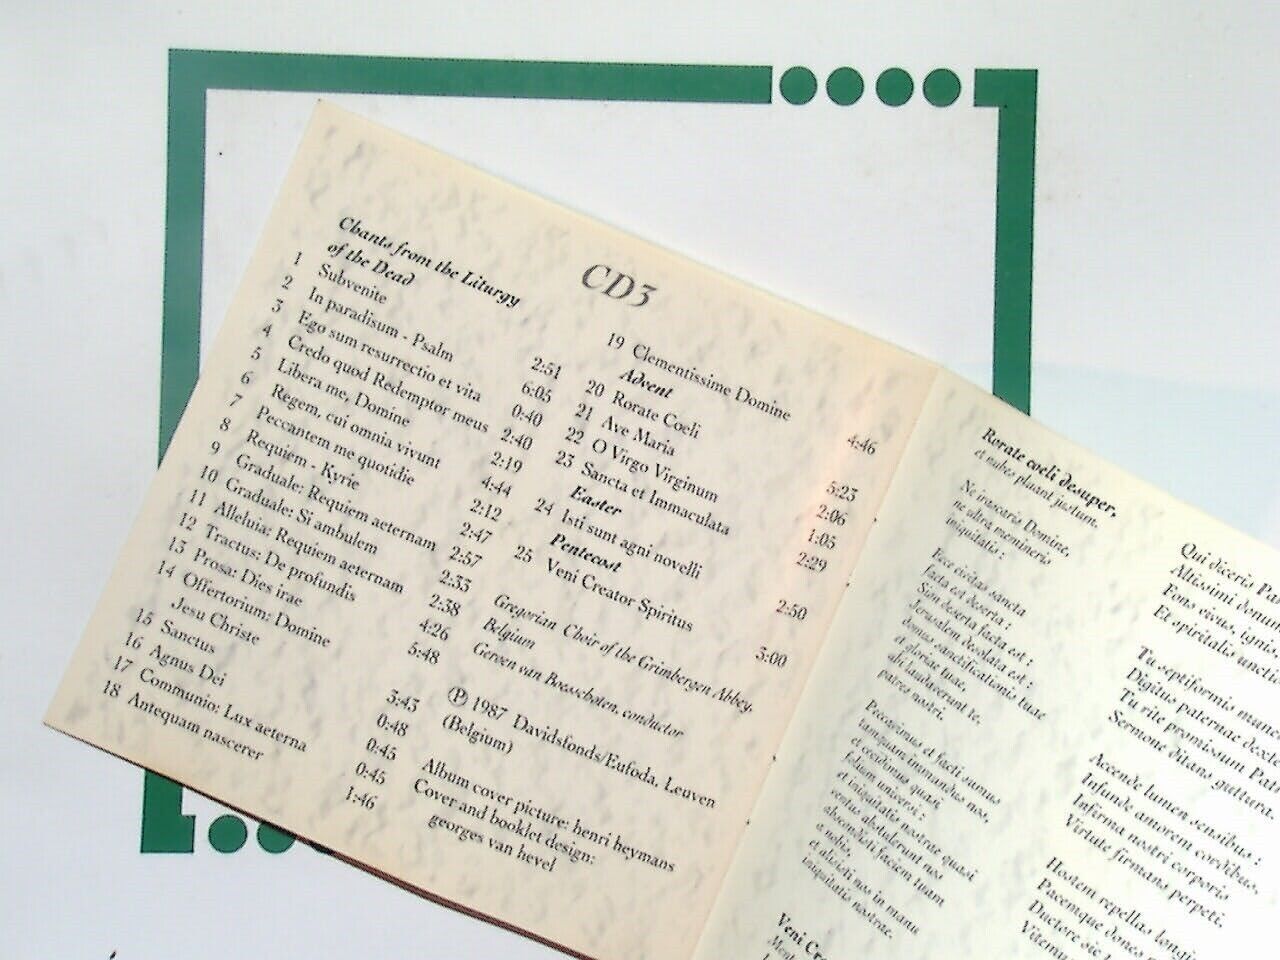 CD3
Chants from the Liturgy
of the Dead
1 Subvenite 2:51
2 In paradisum - Psalm 6:05
3 Ego sum resurrectio et vita 0:40
4 Credo quod Redemptor meus 2:40
5 Libera me, Domine 2:19
6 Regem, cui omnia vivunt 4:44
7 Peccantem me quotidie 2:12
8 Requiem - Kyrie 2:47
9 Graduale: Requiem aeternam 2:57
10 Graduale: Si ambulem 2:33
11 Alleluia: Requiem aeternam 2:38
12 Tractus: De profundis 4:26
13 Prosa: Dies irae 5:48
14 Offertorium: Domine
Jesu Christe 3:43
15 Sanctus 0:48
16 Agnus Dei 0:45
17 Communio: Lux aeterna 0:45
18 Antequam nascerer 1:46
19 Clementissime Domine 4:46
Advent
20 Rorate Coeli 5:23
21 Ave Maria 2:06
22 O Virgo Virginum 1:05
23 Sancta et Immaculata 2:29
Easter
24 Isti sunt agni novelli 2:50
Pentecost
25 Veni Creator Spiritus 3:00
Gregorian Choir of the Grimbergen Abbey,
Belgium
Gereon van Boesschoten, conductor
Ⓟ 1987 Davidsfonds/Eufoda, Leuven
(Belgium)
Album cover picture: henri heymans
Cover and booklet design:
georges van hevel
Rorate coeli desuper,
et nubes pluant justum.
Ne irascaris Domine,
ne ultra memineris
iniquitatis :
Ecce civitas sancta
facta est deserta :
Sion deserta facta est :
Jerusalem desolata est :
domus sanctificationis tuae
et gloriae tuae,
ubi laudaverunt te,
patres nostri.
Peccavimus et facti sumus
tamquam immundus nos,
et cecidimus quasi
folium universi :
et iniquitates nostrae quasi
ventus abstulerunt nos
abscondisti faciem tuam
a nobis,
et allisisti nos in manu
iniquitatis nostrae.
Veni Cre
Qui diceris Par
Altissimi donum
Fons vivus, ignis,
Et spiritalis unctio
Tu septiformis mune
Digitus paternae dexte
Tu rite promissum Pat
Sermone ditans guttura.
Accende lumen sensibus :
Infunde amorem cordibus,
Infirma nostri corporis
Virtute firmans perpeti.
Hostem repellas longi
Pacemque dones
Ductore sic
Vitemu